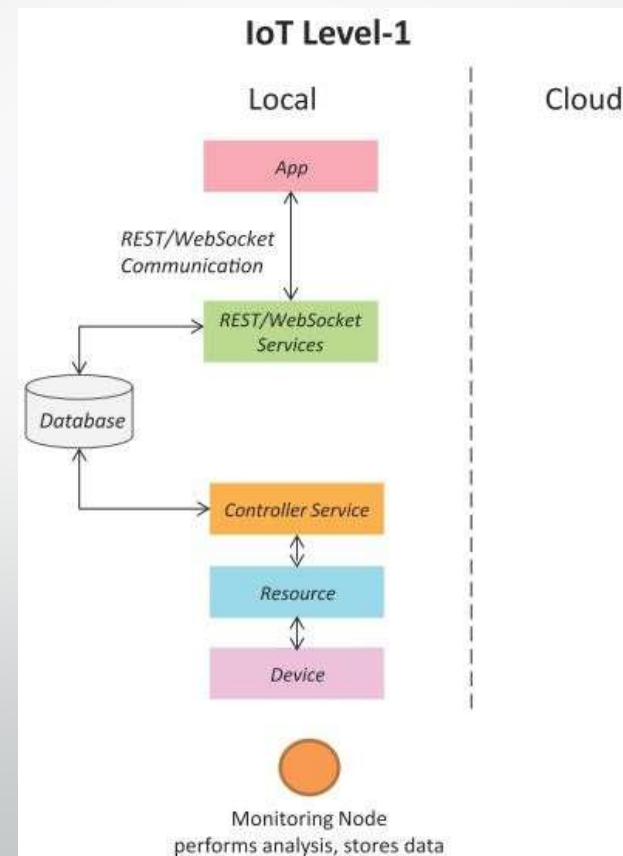 IoT Level-1
Local
Cloud
App
REST/WebSocket
Communication
REST/WebSocket
Services
Database
Controller Service
Resource
Device
Monitoring Node
performs analysis, stores data